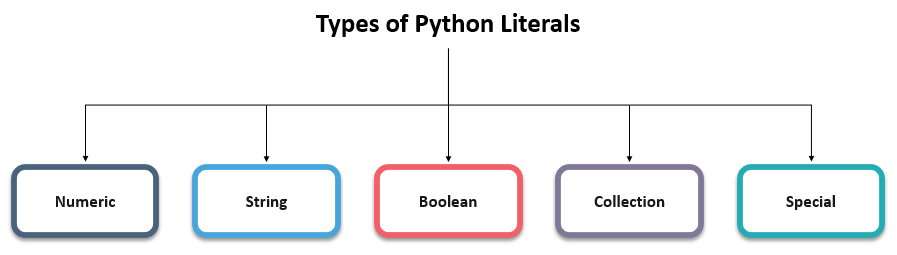 Types of Python Literals
Numeric
String
Boolean
Collection
Special